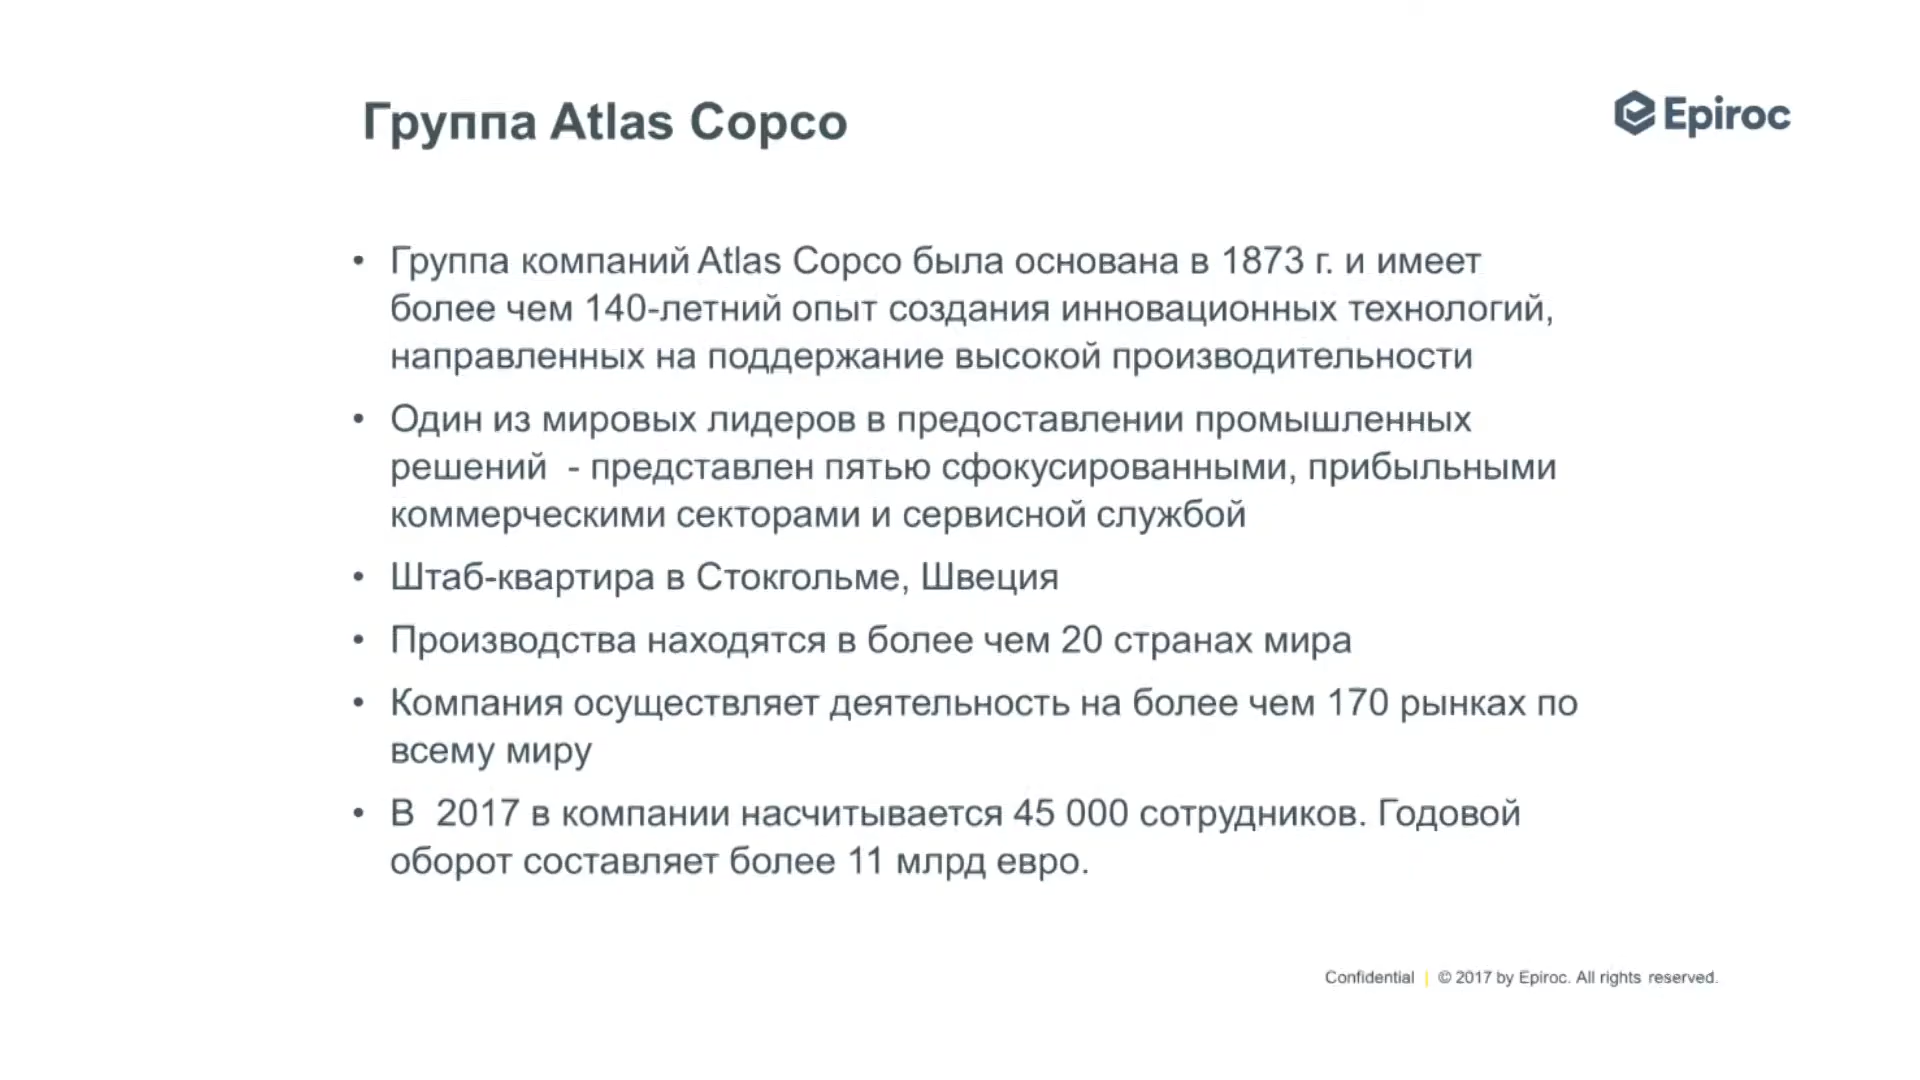 Группа Atlas Copco
Epiroc
• Группа компаний Atlas Copco была основана в 1873 г. и имеет
более чем 140-летний опыт создания инновационных технологий,
направленных на поддержание высокой производительности
• Один из мировых лидеров в предоставлении промышленных
решений - представлен пятью сфокусированными, прибыльными
коммерческими секторами и сервисной службой
• Штаб-квартира в Стокгольме, Швеция
• Производства находятся в более чем 20 странах мира
• Компания осуществляет деятельность на более чем 170 рынках по
всему миру
• В 2017 в компании насчитывается 45 000 сотрудников. Годовой
оборот составляет более 11 млрд евро.
Confidential | © 2017 by Epiroc. All rights reserved.